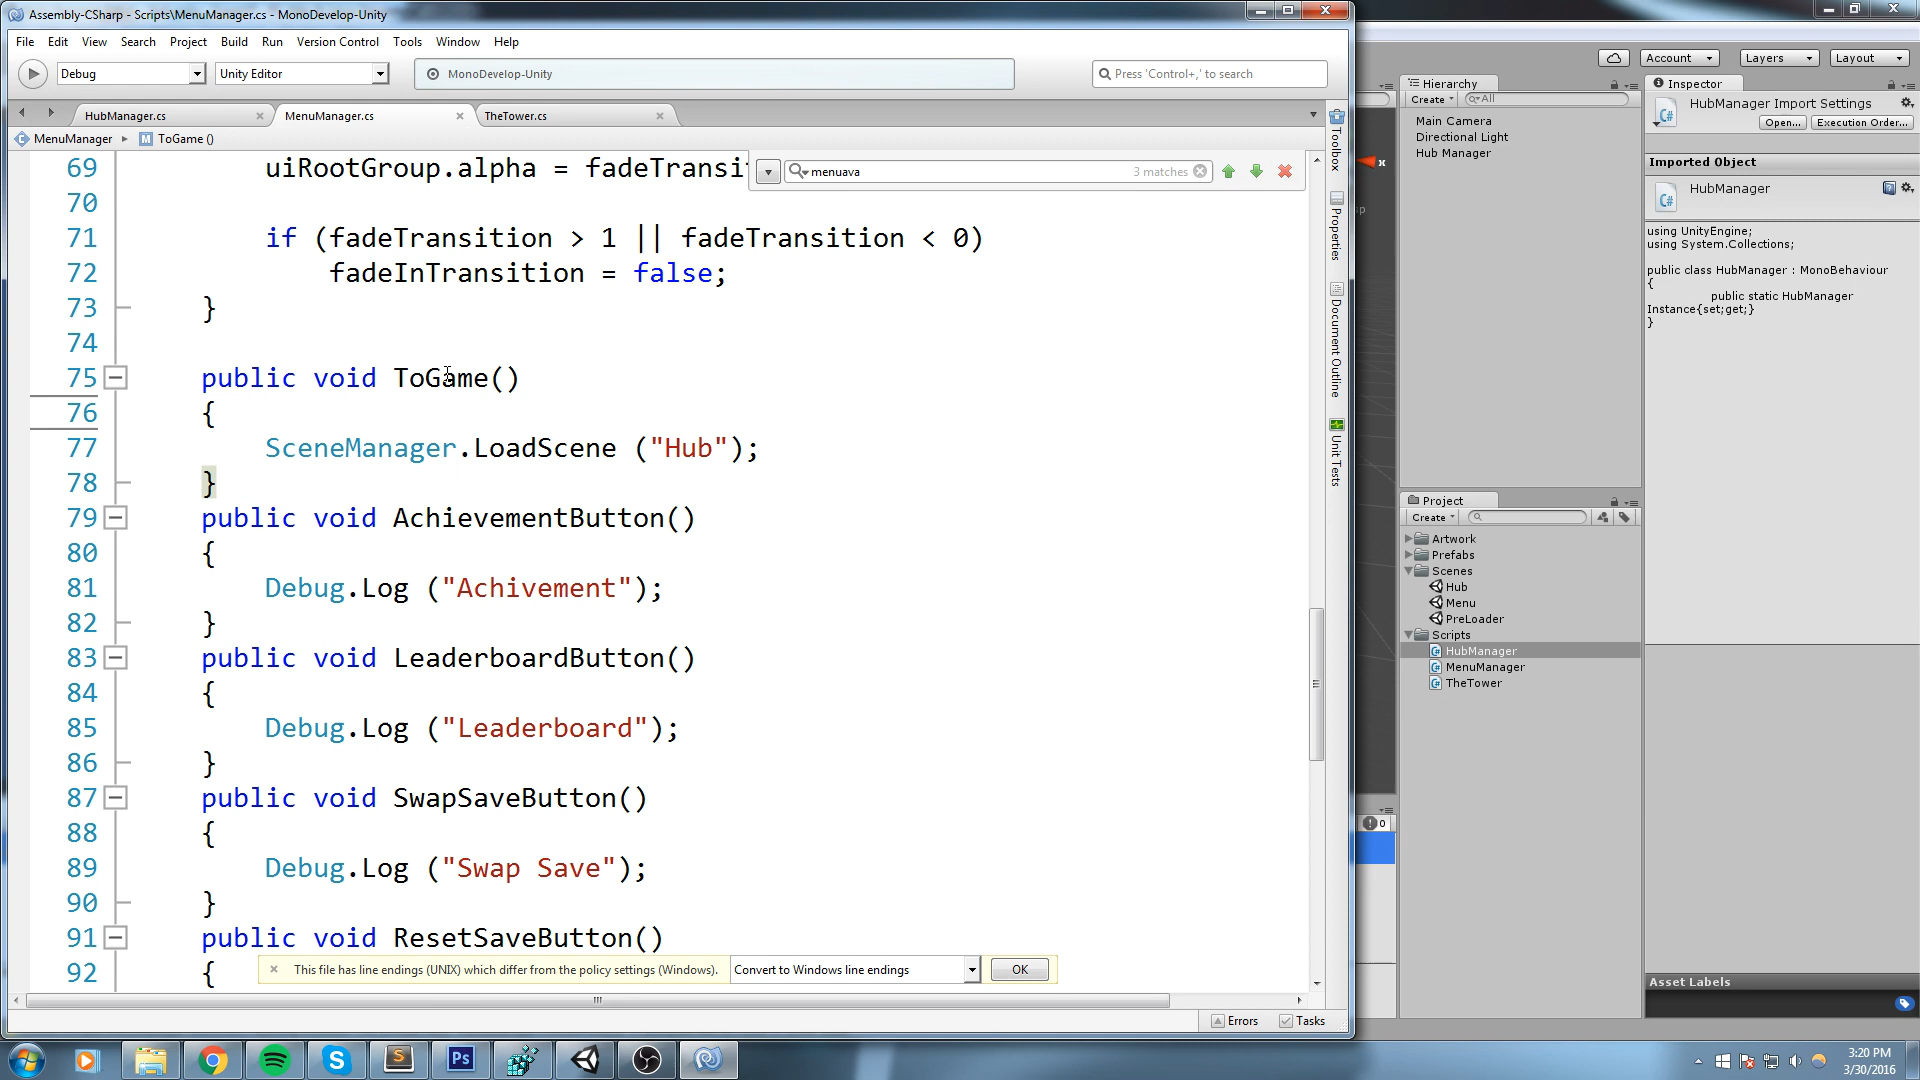 Assembly-CSharp - Scripts\MenuManager.cs - MonoDevelop-Unity
File Edit View Search Project Build Run Version Control Tools Window Help
Debug
Unity Editor
MonoDevelop-Unity
Press 'Control+,' to search
HubManager.cs
MenuManager.cs
TheTower.cs
MenuManager
ToGame ()
menuava
3 matches
69 uiRootGroup.alpha = fadeTransit
70
71 if (fadeTransition > 1 || fadeTransition < 0)
72 fadeInTransition = false;
73 }
74
75 public void ToGame()
76 {
77 SceneManager.LoadScene ("Hub");
78 }
79 public void AchievementButton()
80 {
81 Debug.Log ("Achivement");
82 }
83 public void LeaderboardButton()
84 {
85 Debug.Log ("Leaderboard");
86 }
87 public void SwapSaveButton()
88 {
89 Debug.Log ("Swap Save");
90 }
91 public void ResetSaveButton()
92 {
This file has line endings (UNIX) which differ from the policy settings (Windows).
Convert to Windows line endings
OK
Errors
Tasks
Toolbox
Properties
Document Outline
Unit Tests
Account
Layers
Layout
Hierarchy
Create
All
Main Camera
Directional Light
Hub Manager
Project
Create
Artwork
Prefabs
Scenes
Hub
Menu
PreLoader
Scripts
HubManager
MenuManager
TheTower
0
Inspector
HubManager Import Settings
Open...
Execution Order...
Imported Object
HubManager
using UnityEngine;
using System.Collections;
public class HubManager : MonoBehaviour
{
public static HubManager
Instance{set;get;}
}
Asset Labels
3:20 PM
3/30/2016